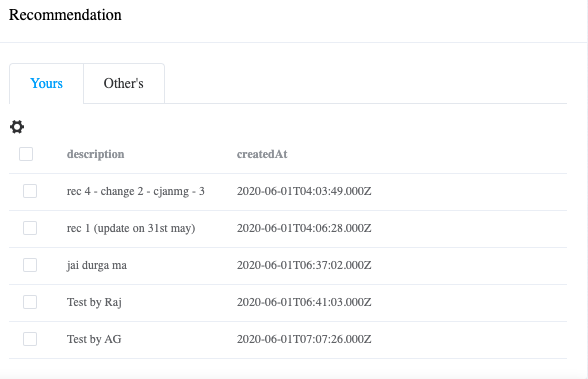 Recommendation
Yours Other's
description createdAt
rec 4 - change 2 - cjanmg - 3 2020-06-01T04:03:49.000Z
rec 1 (update on 31st may) 2020-06-01T04:06:28.000Z
jai durga ma 2020-06-01T06:37:02.000Z
Test by Raj 2020-06-01T06:41:03.000Z
Test by AG 2020-06-01T07:07:26.000Z